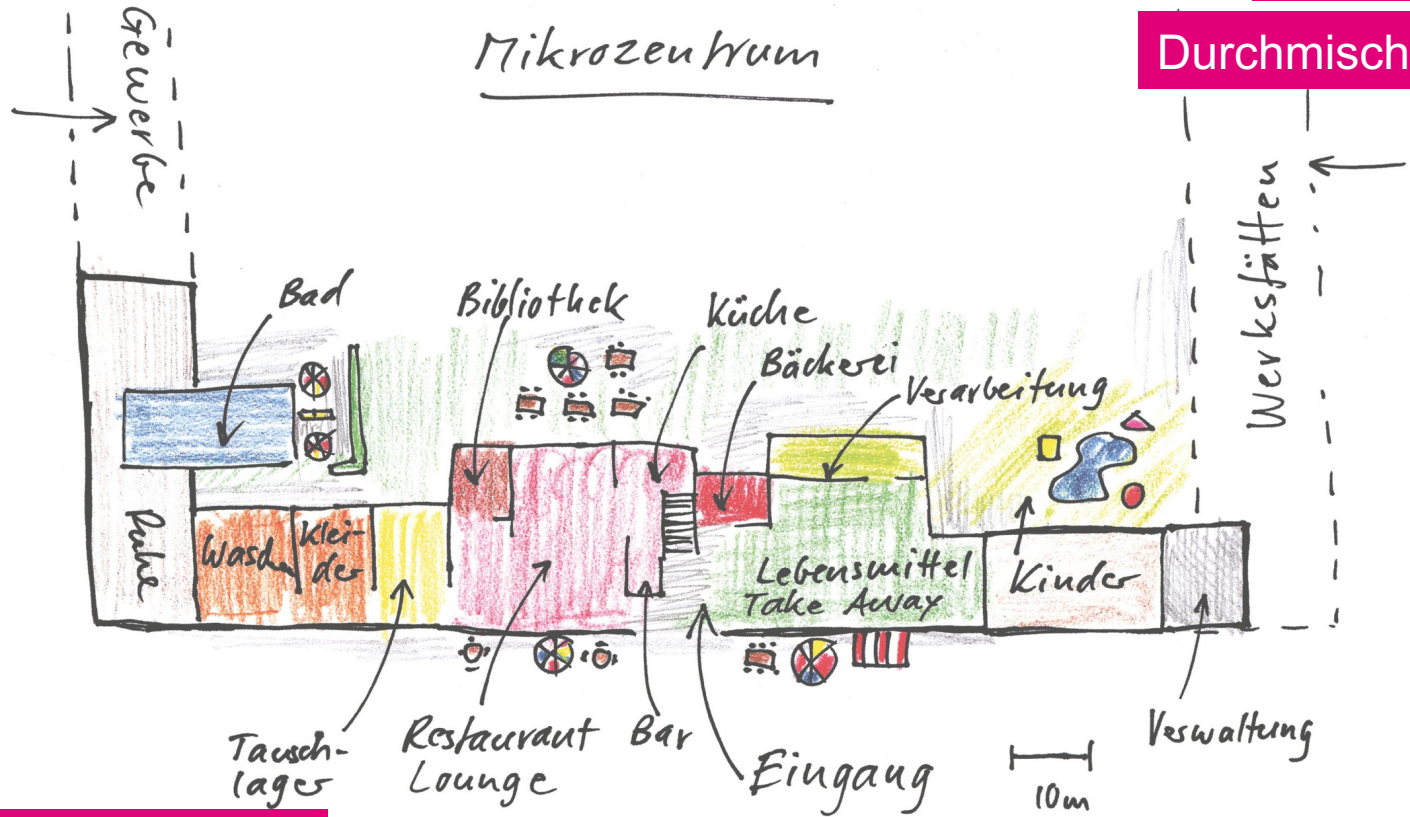 Mikrozentrum
Durchmisch
Gewerbe
Werkstätten
Bad
Bibliothek
Küche
Bäckerei
Verarbeitung
Ruhe
Waschen
Klei-
der
Lebensmittel
Take Away
Kinder
Tausch-
lager
Restaurant
Lounge
Bar
Eingang
10m
Verwaltung